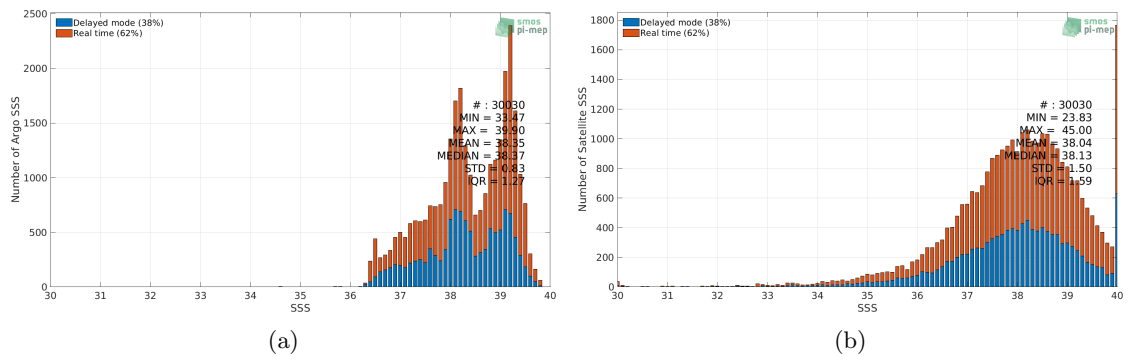 Delayed mode (38%)
Real time (62%)
smos
pi-mep
Number of Argo SSS
2500
2000
1500
1000
500
0
# : 30030
MIN = 33.47
MAX = 39.90
MEAN = 38.35
MEDIAN = 38.37
STD = 0.83
IQR = 1.27
30 31 32 33 34 35 36 37 38 39 40
SSS
(a)
Delayed mode (38%)
Real time (62%)
smos
pi-mep
Number of Satellite SSS
1800
1600
1400
1200
1000
800
600
400
200
0
# : 30030
MIN = 23.83
MAX = 45.00
MEAN = 38.04
MEDIAN = 38.13
STD = 1.50
IQR = 1.59
30 31 32 33 34 35 36 37 38 39 40
SSS
(b)